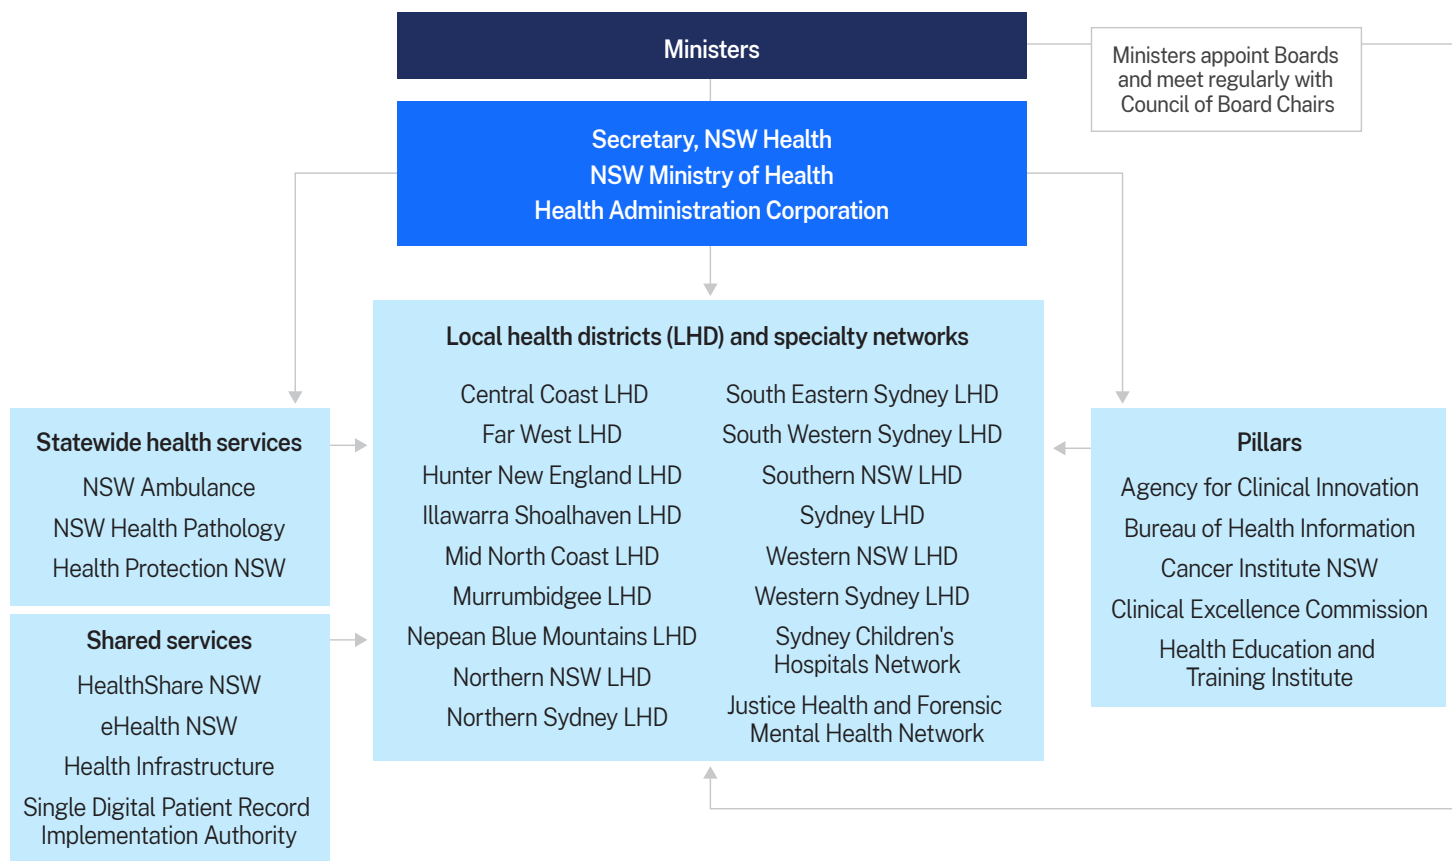 Ministers
Ministers appoint Boards
and meet regularly with
Council of Board Chairs
Secretary, NSW Health
NSW Ministry of Health
Health Administration Corporation
Local health districts (LHD) and specialty networks
Central Coast LHD
Far West LHD
Hunter New England LHD
Illawarra Shoalhaven LHD
Mid North Coast LHD
Murrumbidgee LHD
Nepean Blue Mountains LHD
Northern NSW LHD
Northern Sydney LHD
South Eastern Sydney LHD
South Western Sydney LHD
Southern NSW LHD
Sydney LHD
Western NSW LHD
Western Sydney LHD
Sydney Children's
Hospitals Network
Justice Health and Forensic
Mental Health Network
Statewide health services
NSW Ambulance
NSW Health Pathology
Health Protection NSW
Shared services
HealthShare NSW
eHealth NSW
Health Infrastructure
Single Digital Patient Record
Implementation Authority
Pillars
Agency for Clinical Innovation
Bureau of Health Information
Cancer Institute NSW
Clinical Excellence Commission
Health Education and
Training Institute